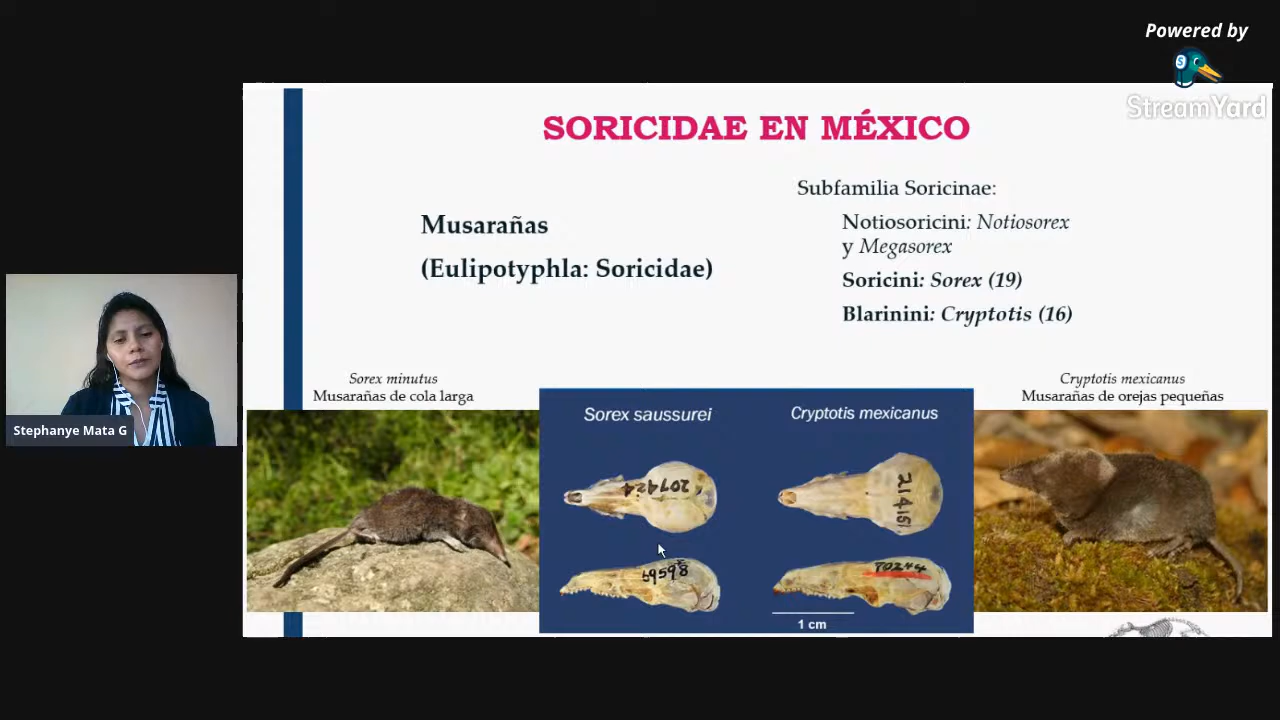 Powered by
StreamYard
SORICIDAE EN MÉXICO
Musarañas
(Eulipotyphla: Soricidae)
Subfamilia Soricinae:
Notiosoricini: Notiosorex
y Megasorex
Soricini: Sorex (19)
Blarinini: Cryptotis (16)
Sorex minutus
Musarañas de cola larga
Cryptotis mexicanus
Musarañas de orejas pequeñas
Sorex saussurei
Cryptotis mexicanus
207424
214151
69598
70244
1 cm
Stephanye Mata G